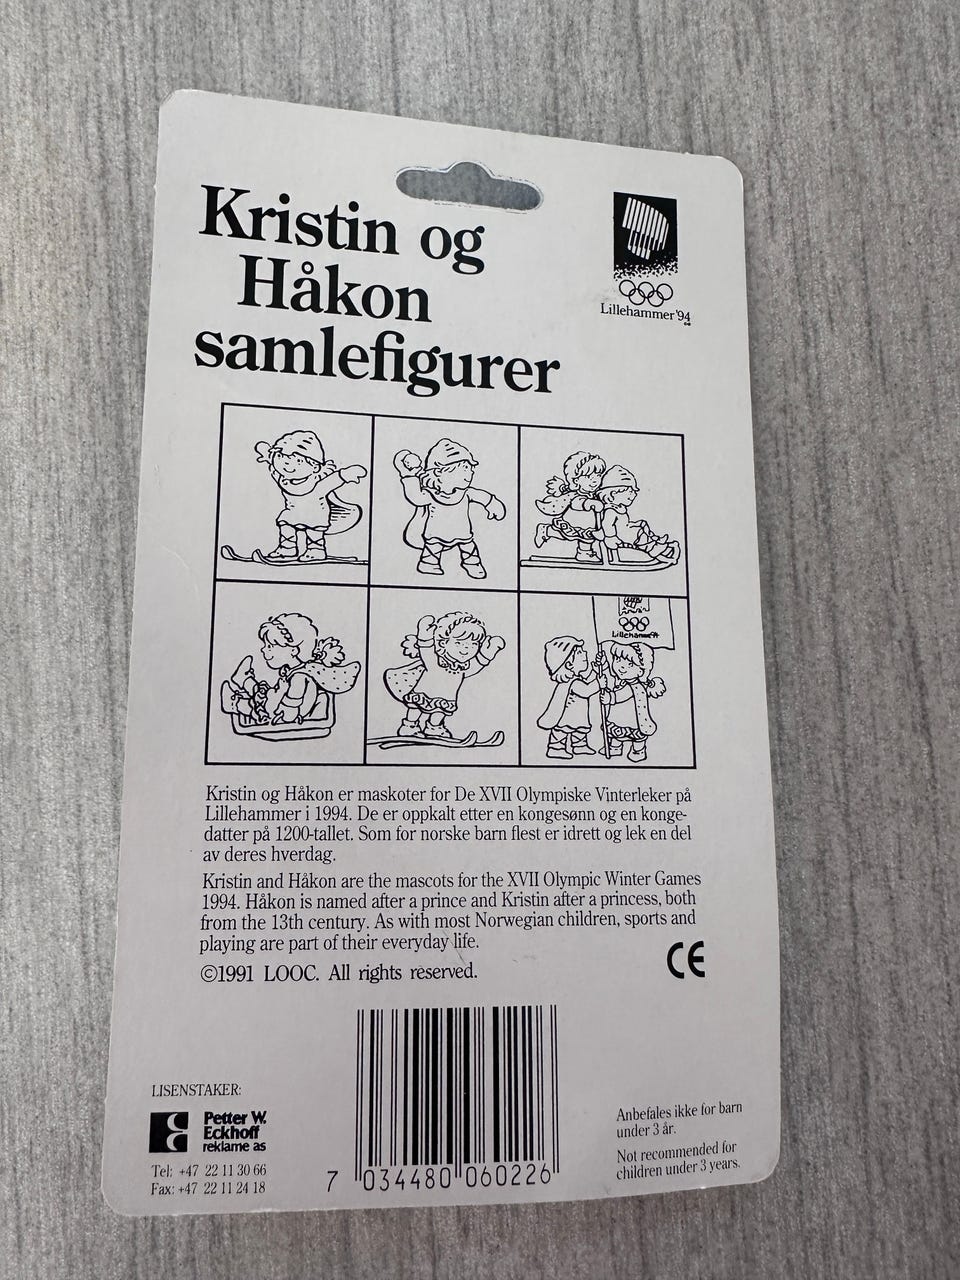 Kristin og
Håkon
samlefigurer
Lillehammer '94
Lillehammer
Kristin og Håkon er maskoter for De XVII Olympiske Vinterleker på
Lillehammer i 1994. De er oppkalt etter en kongesønn og en konge-
datter på 1200-tallet. Som for norske barn flest er idrett og lek en del
av deres hverdag.
Kristin and Håkon are the mascots for the XVII Olympic Winter Games
1994. Håkon is named after a prince and Kristin after a princess, both
from the 13th century. As with most Norwegian children, sports and
playing are part of their everyday life.
©1991 LOOC. All rights reserved.
CE
LISENSTAKER:
Petter W.
Eckhoff
reklame as
Tel: +47 22 11 30 66
Fax: +47 22 11 24 18
7 034480 060226
Anbefales ikke for barn
under 3 år.
Not recommended for
children under 3 years.